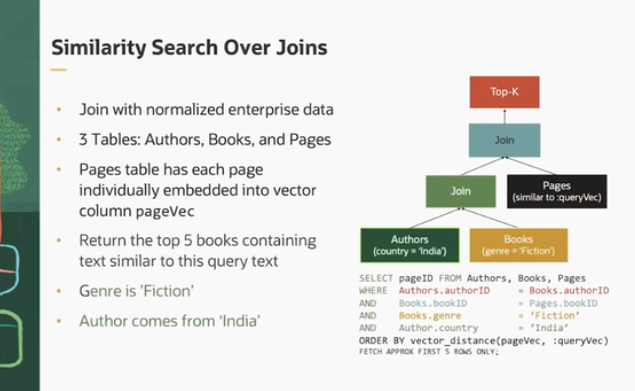 Similarity Search Over Joins
Join with normalized enterprise data
3 Tables: Authors, Books, and Pages
Pages table has each page
individually embedded into vector
column pageVec
Return the top 5 books containing
text similar to this query text
Genre is 'Fiction'
Author comes from 'India'
Top-K
Join
Join
Pages
(similar to :queryVec)
Authors
(country = 'India')
Books
(genre = 'Fiction')
SELECT pageID FROM Authors, Books, Pages
WHERE Authors.authorID = Books.authorID
AND Books.bookID = Pages.bookID
AND Books.genre = 'Fiction'
AND Author.country = 'India'
ORDER BY vector_distance(pageVec, :queryVec)
FETCH APPROX FIRST 5 ROWS ONLY;